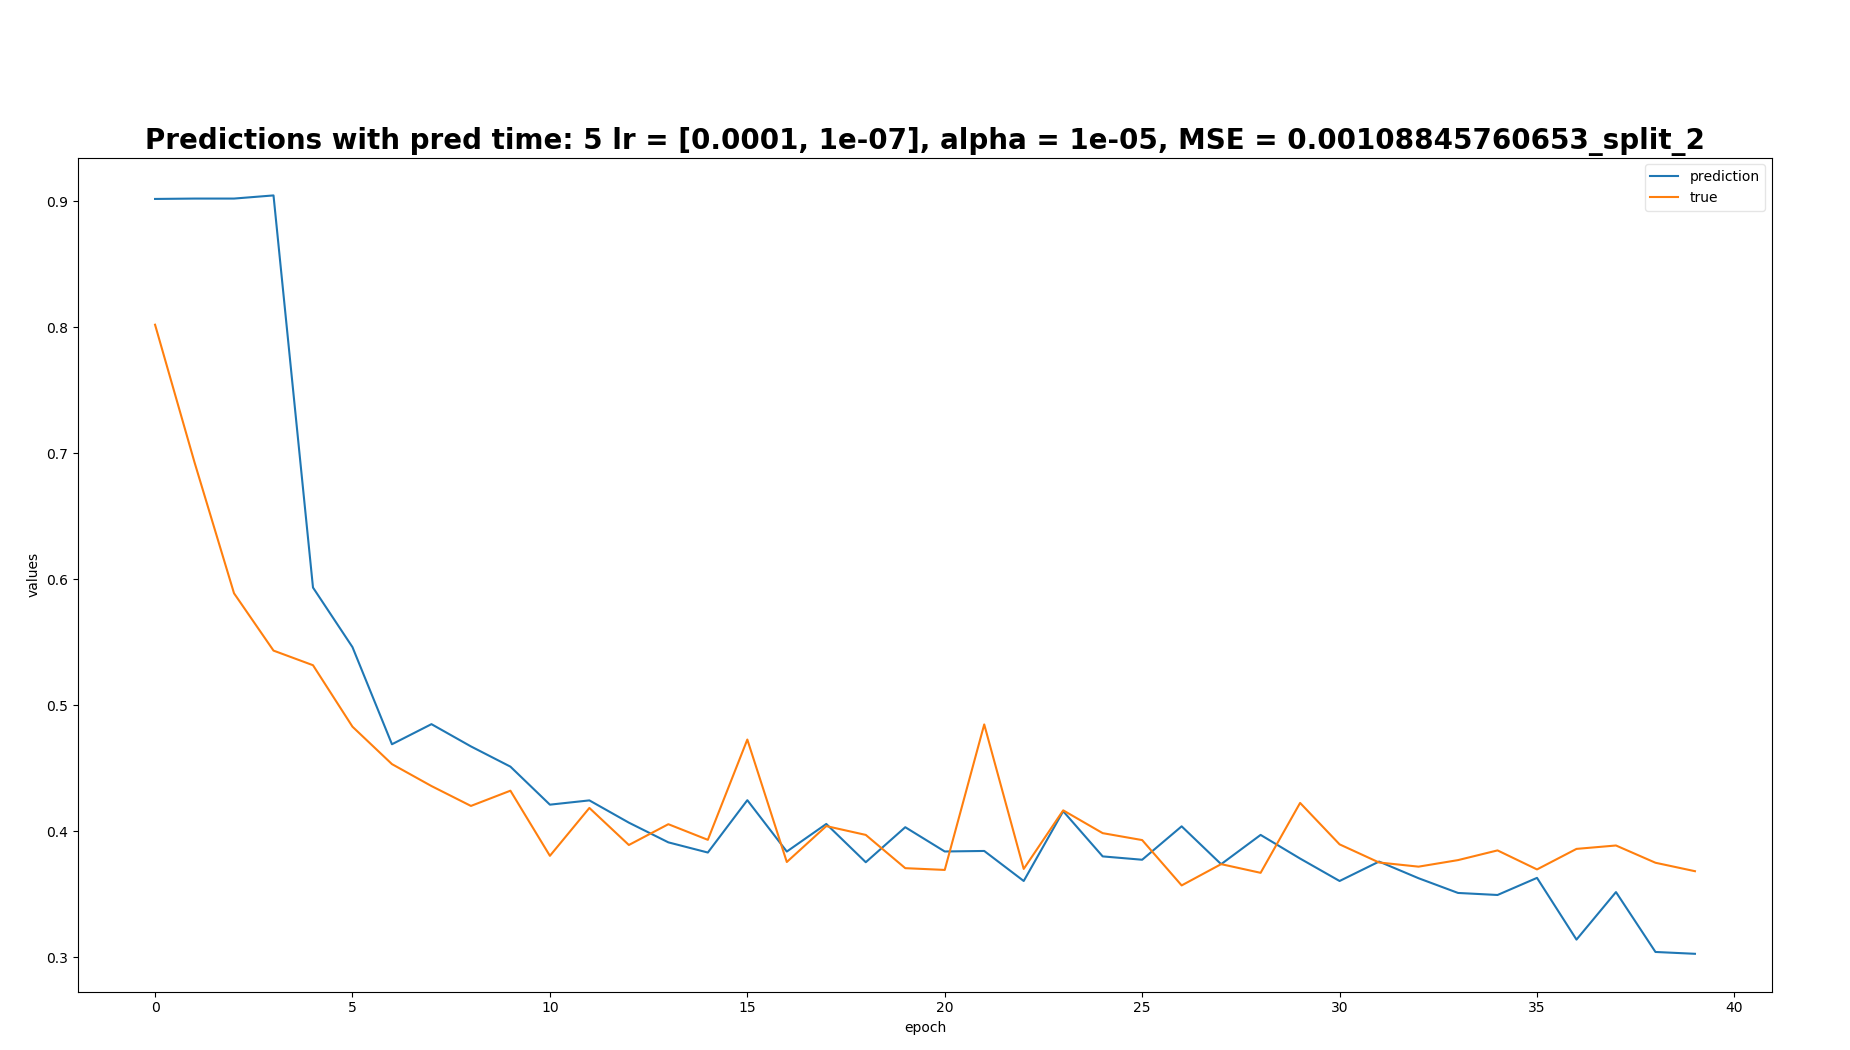 Predictions with pred time: 5 lr = [0.0001, 1e-07], alpha = 1e-05, MSE = 0.00108845760653_split_2
prediction
true
values
0.9
0.8
0.7
0.6
0.5
0.4
0.3
0 5 10 15 20 25 30 35 40
epoch